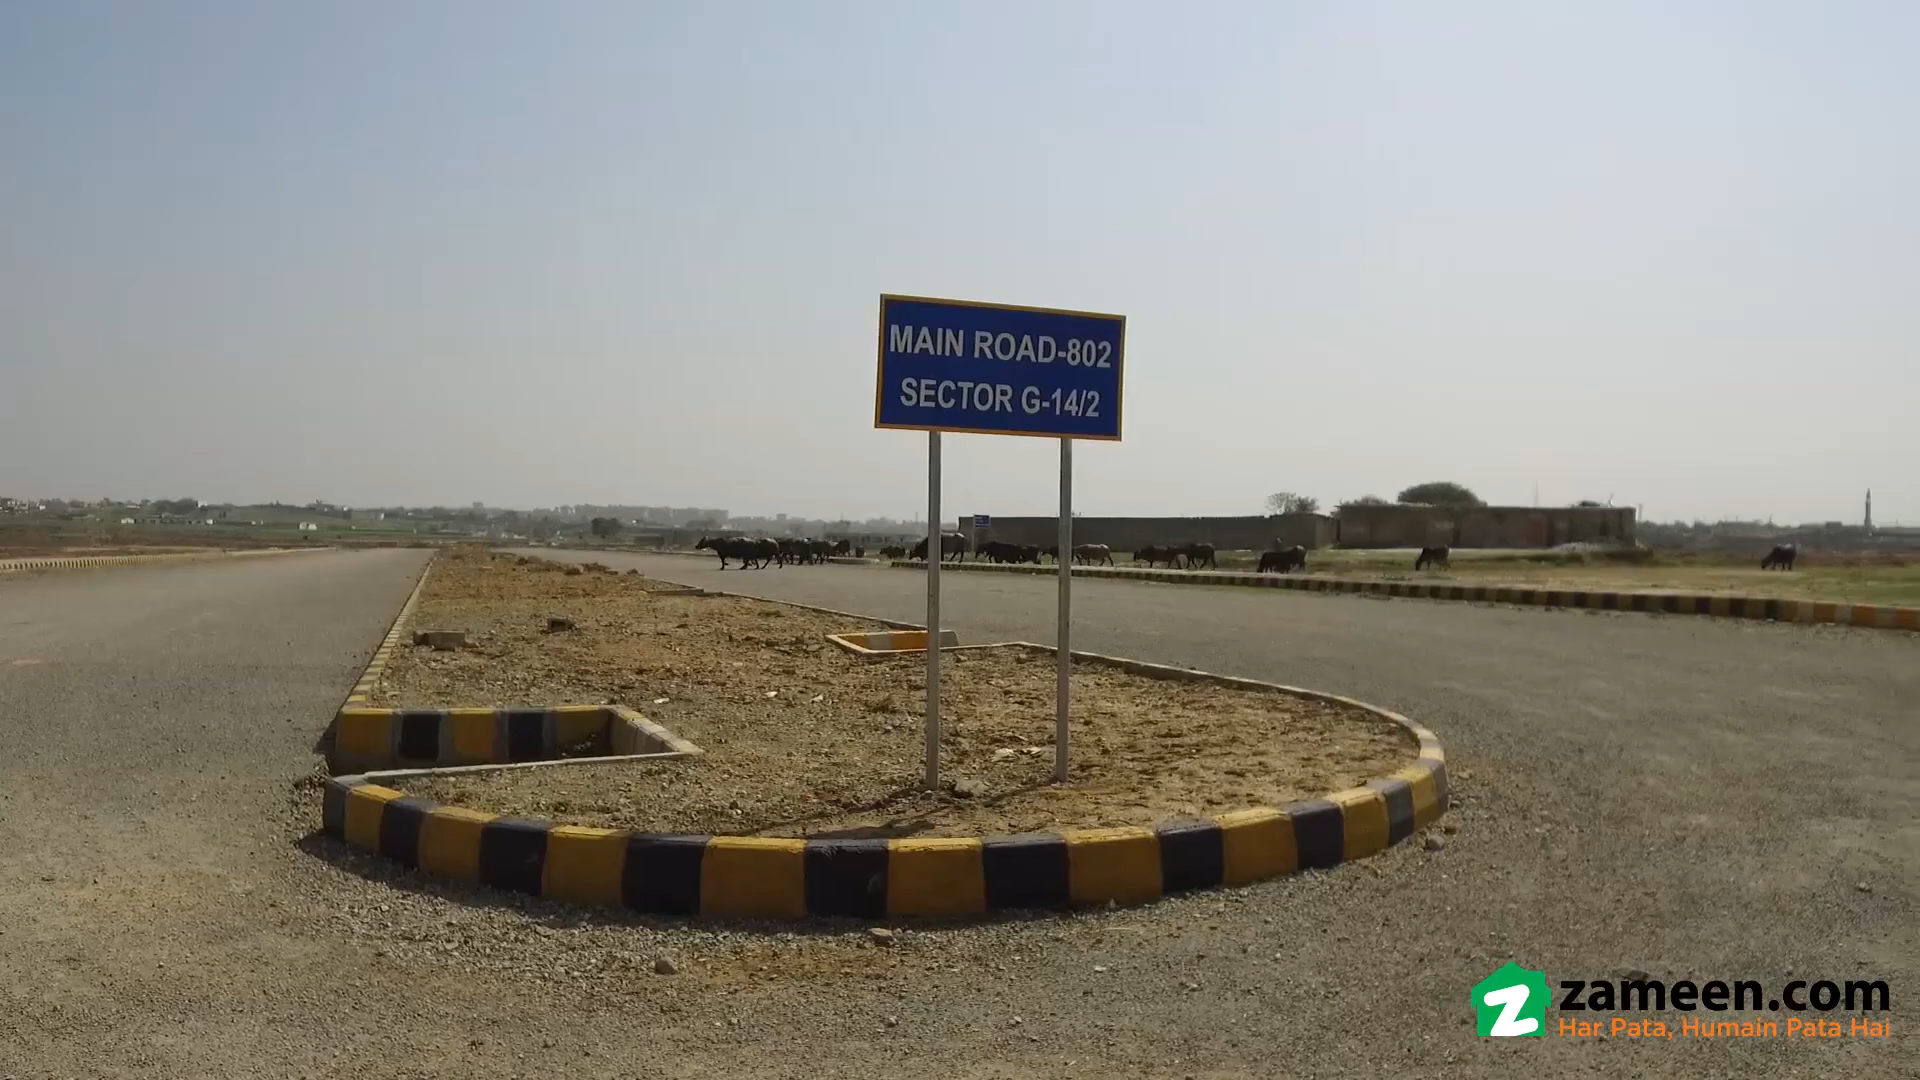 MAIN ROAD-802
SECTOR G-14/2
zameen.com
Har Pata, Humain Pata Hai